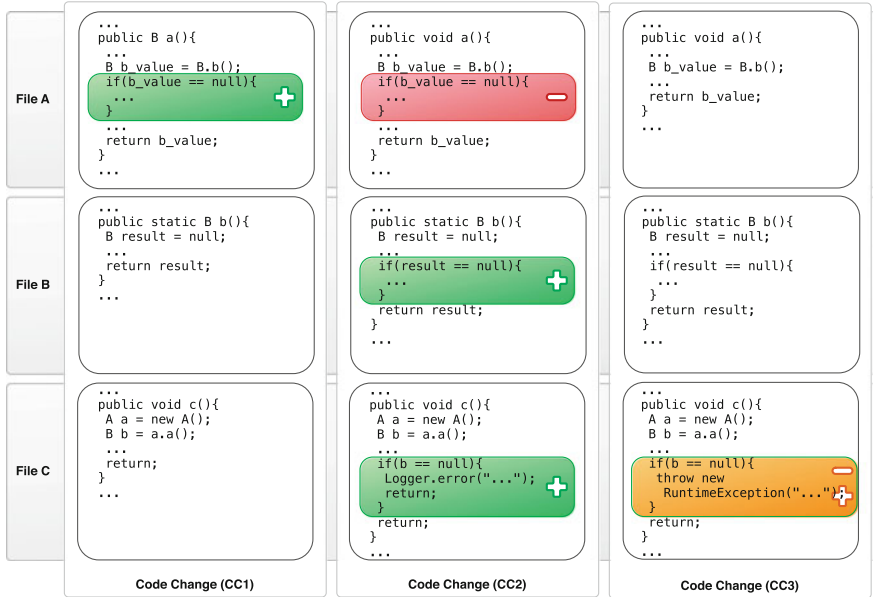 File A
...
public B a(){
...
B b_value = B.b();
if(b_value == null){
...
}
...
return b_value;
}
...
...
public void a(){
...
B b_value = B.b();
if(b_value == null){
...
}
...
return b_value;
}
...
...
public void a(){
...
B b_value = B.b();
...
return b_value;
}
...
File B
...
public static B b(){
B result = null;
...
return result;
}
...
...
public static B b(){
B result = null;
...
if(result == null){
...
}
return result;
}
...
...
public static B b(){
B result = null;
...
if(result == null){
...
}
return result;
}
...
File C
...
public void c(){
A a = new A();
B b = a.a();
...
return;
}
...
...
public void c(){
A a = new A();
B b = a.a();
...
if(b == null){
Logger.error("...");
return;
}
return;
}
...
...
public void c(){
A a = new A();
B b = a.a();
...
if(b == null){
throw new
RuntimeException("...");
}
return;
}
...
Code Change (CC1)
Code Change (CC2)
Code Change (CC3)